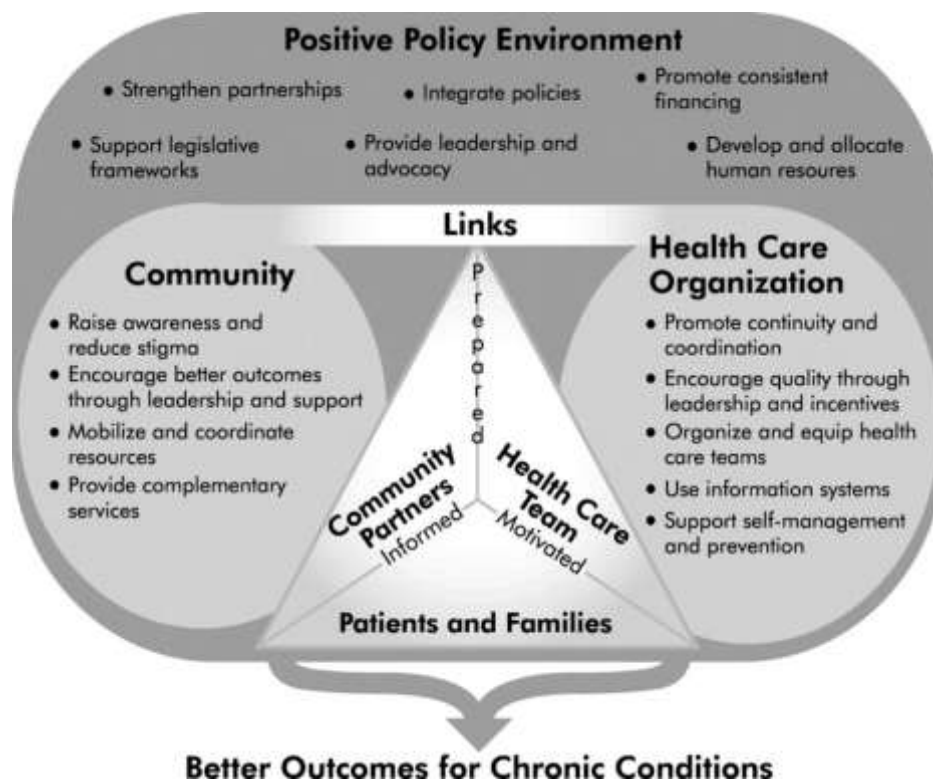 Positive Policy Environment
• Strengthen partnerships
• Integrate policies
• Promote consistent
financing
• Support legislative
frameworks
• Provide leadership and
advocacy
• Develop and allocate
human resoures
Links
Community
• Raise awareness and
reduce stigma
• Encourage better outcomes
through leadership and support
• Mobilize and coordinate
resources
• Provide complementary
services
Prepared
Community
Partners
Informed
Health Care
Team
Motivated
Patients and Families
Health Care
Organization
• Promote continuity and
coordination
• Encourage quality through
leadership and incentives
• Organize and equip health
care teams
• Use information systems
• Support self-management
and prevention
Better Outcomes for Chronic Conditions